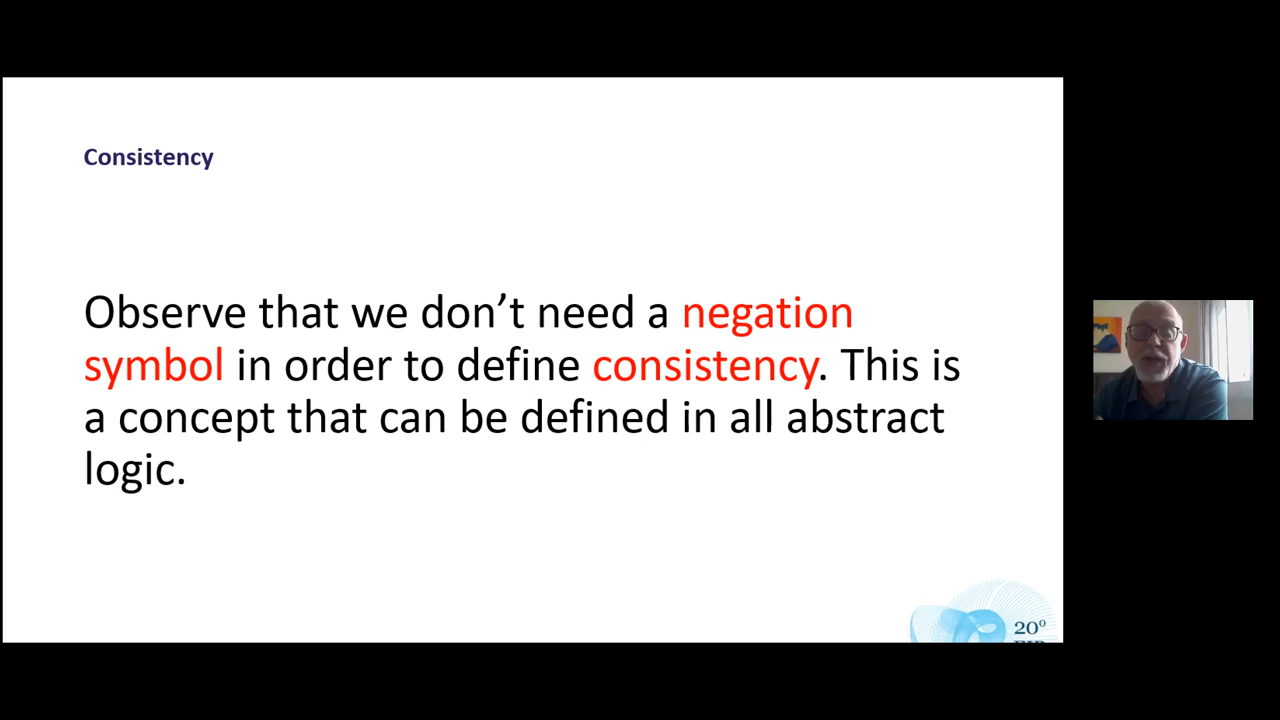 Consistency
Observe that we don’t need a negation
symbol in order to define consistency. This is
a concept that can be defined in all abstract
logic.
20º